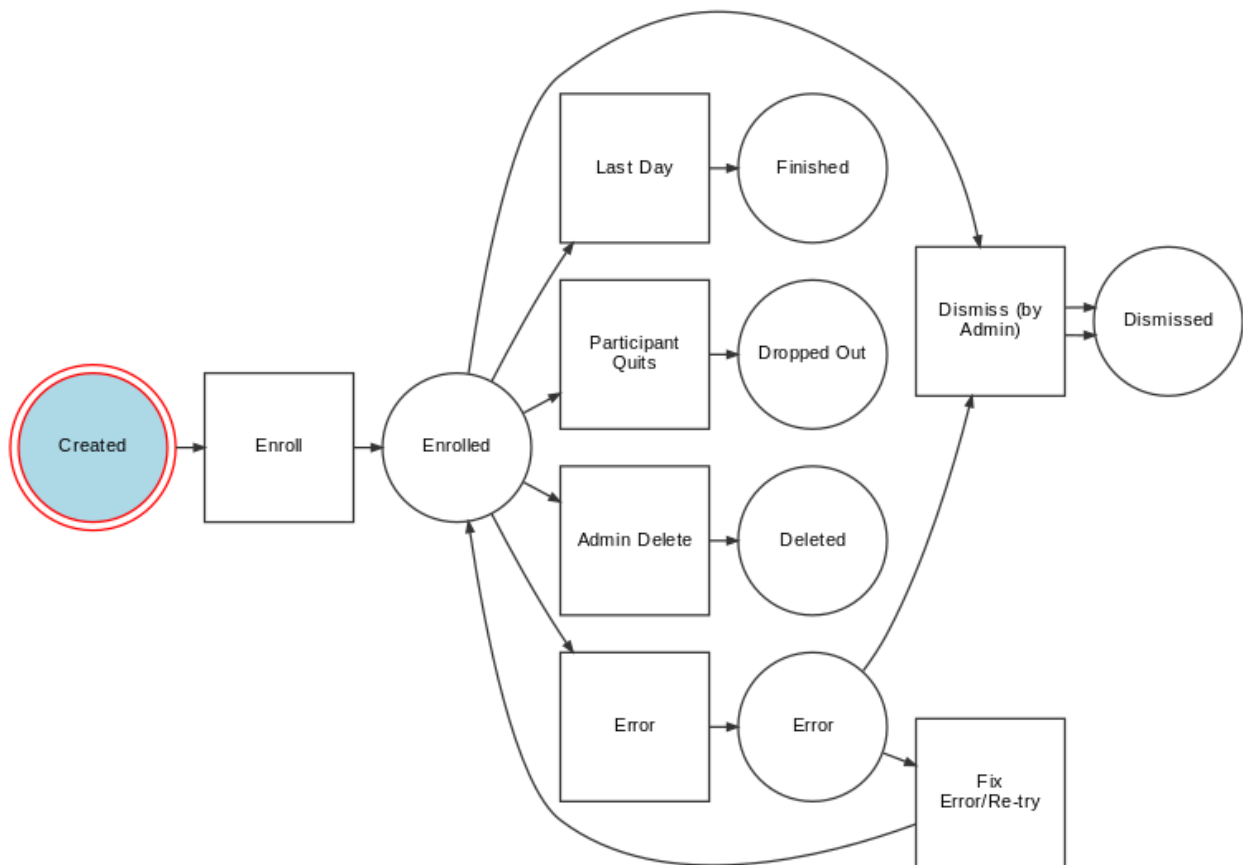 Last Day
Finished
Participant
Quits
Dropped Out
Dismiss (by
Admin)
Dismissed
Created
Enroll
Enrolled
Admin Delete
Deleted
Error
Error
Fix
Error/Re-try